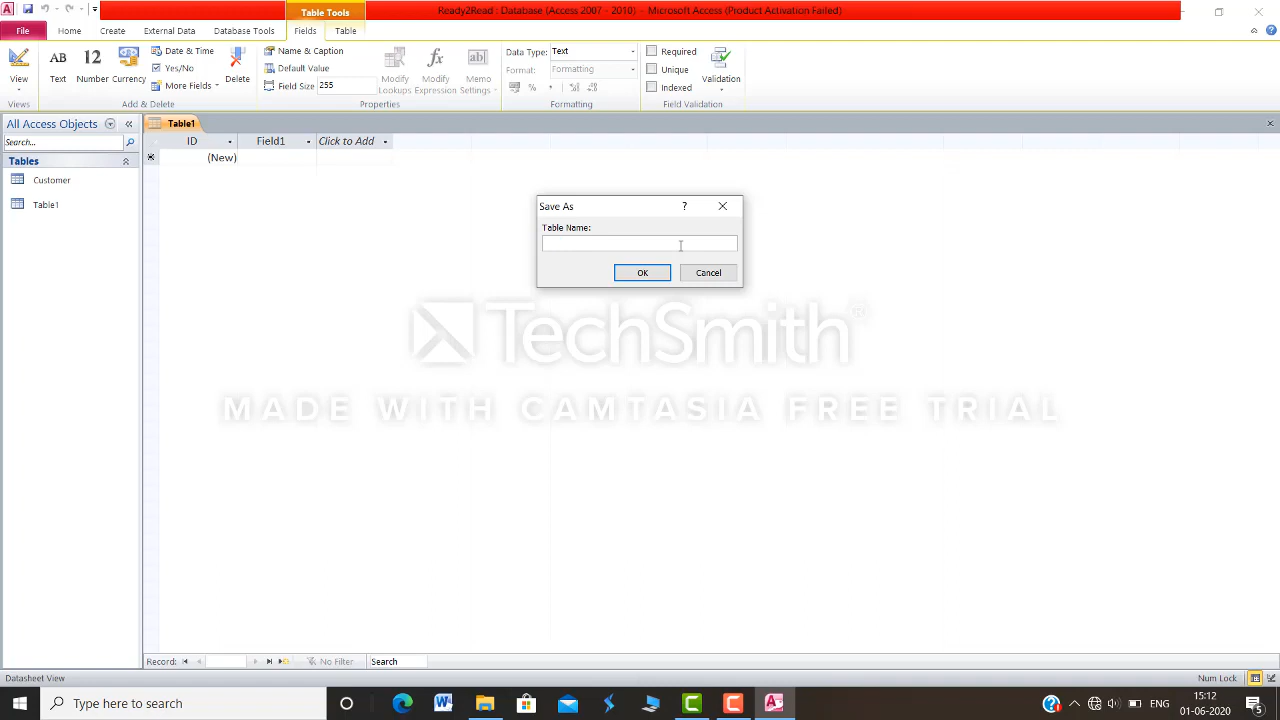 Table Tools
Ready2Read : Database (Access 2007 - 2010) - Microsoft Access (Product Activation Failed)
File Home Create External Data Database Tools Fields Table
View
Views
AB Text
12 Number
Currency
Date & Time
Yes/No
More Fields
Delete
Add & Delete
Name & Caption
Default Value
Field Size 255
Modify Lookups
fx Modify Expression
ab Memo Settings
Properties
Data Type: Text
Format: Formatting
%
Formatting
Required
Unique
Indexed
Validation
Field Validation
All Access Objects
Search...
Tables
Customer
Table1
Table1
ID Field1 Click to Add
(New)
Save As ?
Table Name:
OK Cancel
TechSmith®
MADE WITH CAMTASIA FREE TRIAL
Record: No Filter Search
Datasheet View Num Lock
Type here to search
ENG
15:12
01-06-2020
5